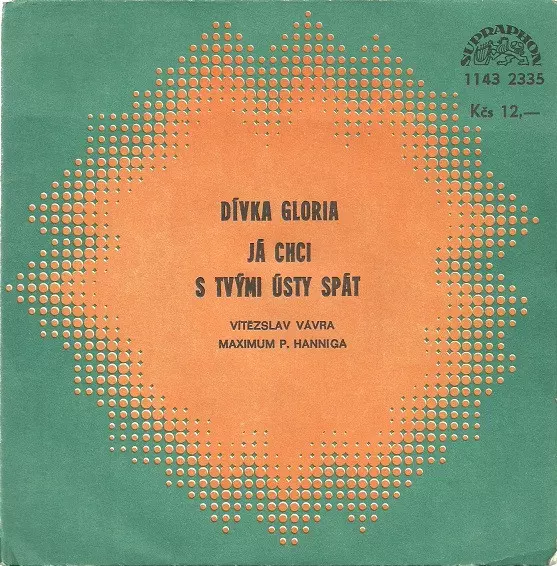 SUPRAPHON
1143 2335
Kčs 12,—
DÍVKA GLORIA
JÁ CHCI
S TVÝMI ÚSTY SPÁT
VÍTĚZSLAV VÁVRA
MAXIMUM P. HANNIGA